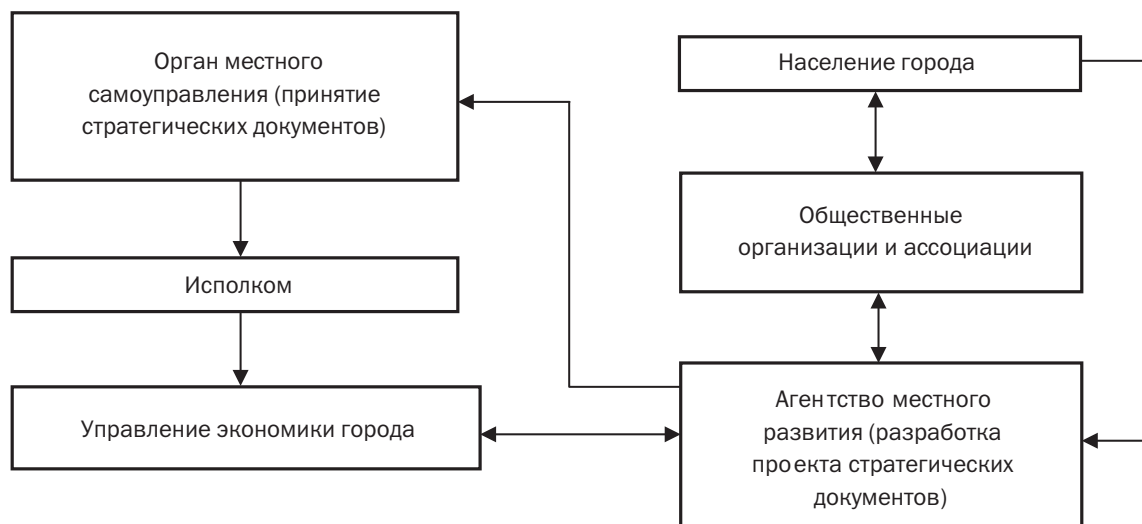 Орган местного
самоуправления (принятие
стратегических документов)
Исполком
Управление экономики города
Население города
Общественные
организации и ассоциации
Агентство местного
развития (разработка
проекта стратегических
документов)